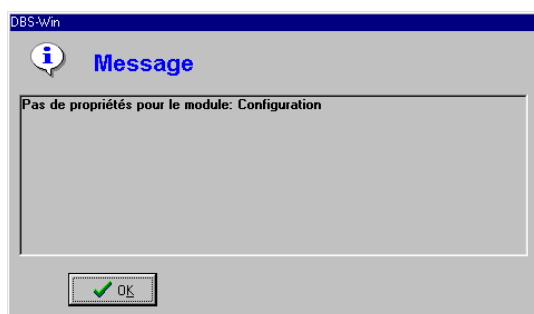 DBS-Win
Message
Pas de propriétés pour le module: Configuration
OK